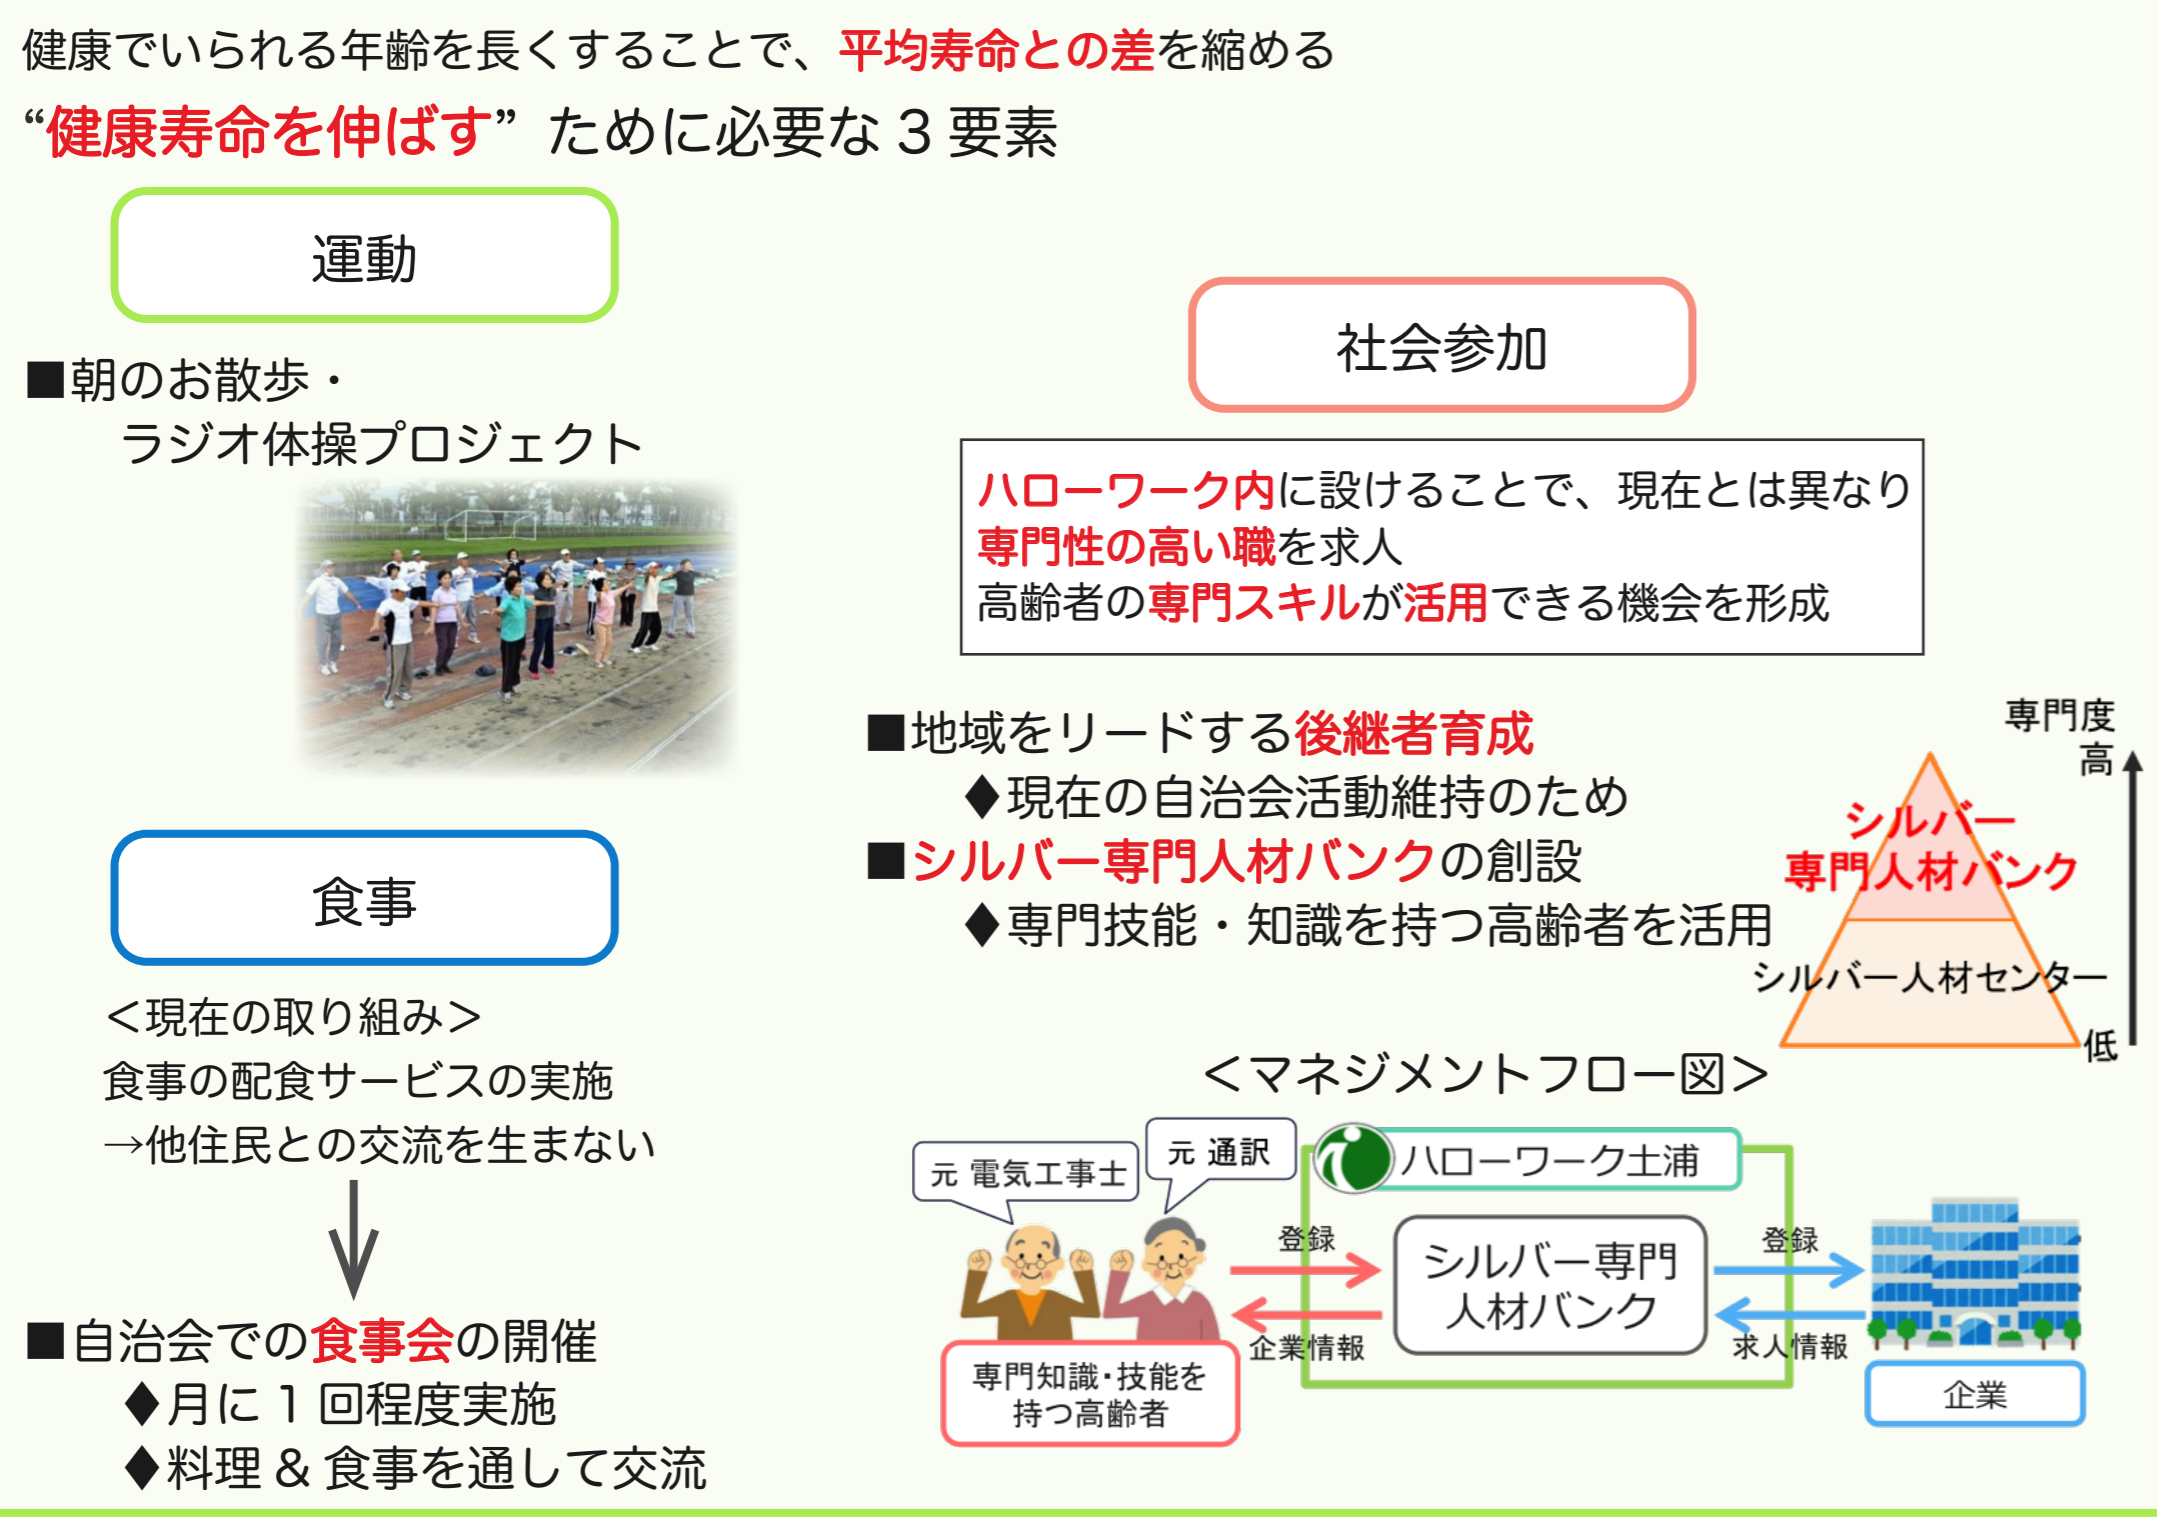 健康でいられる年齢を長くすることで、平均寿命との差を縮める
“健康寿命を伸ばす” ために必要な3要素
運動
■朝のお散歩・
ラジオ体操プロジェクト
食事
＜現在の取り組み＞
食事の配食サービスの実施
→他住民との交流を生まない
■自治会での食事会の開催
♦月に1回程度実施
♦料理&食事を通して交流
社会参加
ハローワーク内に設けることで、現在とは異なり
専門性の高い職を求人
高齢者の専門スキルが活用できる機会を形成
■地域をリードする後継者育成
♦現在の自治会活動維持のため
■シルバー専門人材バンクの創設
♦専門技能・知識を持つ高齢者を活用
専門度
高
シルバー
専門人材バンク
シルバー人材センター
低
＜マネジメントフロー図＞
元 電気工事士
元 通訳
ハローワーク土浦
登録
シルバー専門
人材バンク
登録
企業情報
求人情報
専門知識・技能を
持つ高齢者
企業